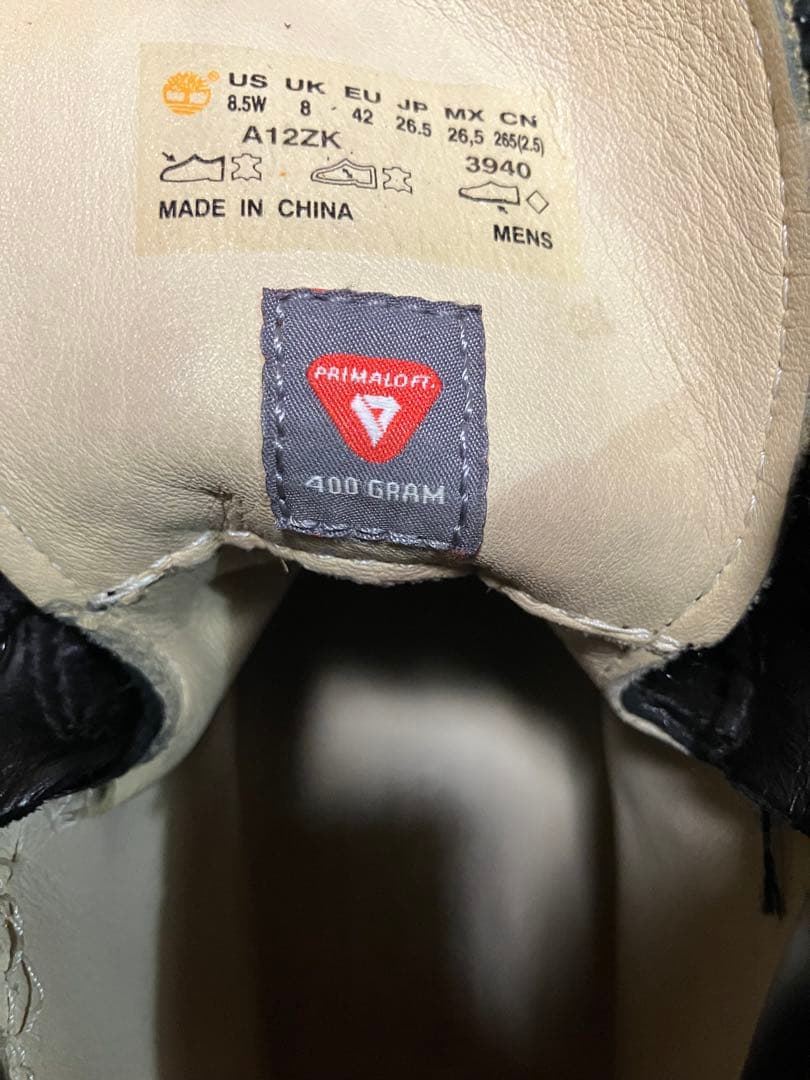 US UK EU JP MX CN
8.5W 8 42 26.5 26,5 265(2.5)
A12ZK 3940
MADE IN CHINA
MENS
PRIMALOFT.
400 GRAM